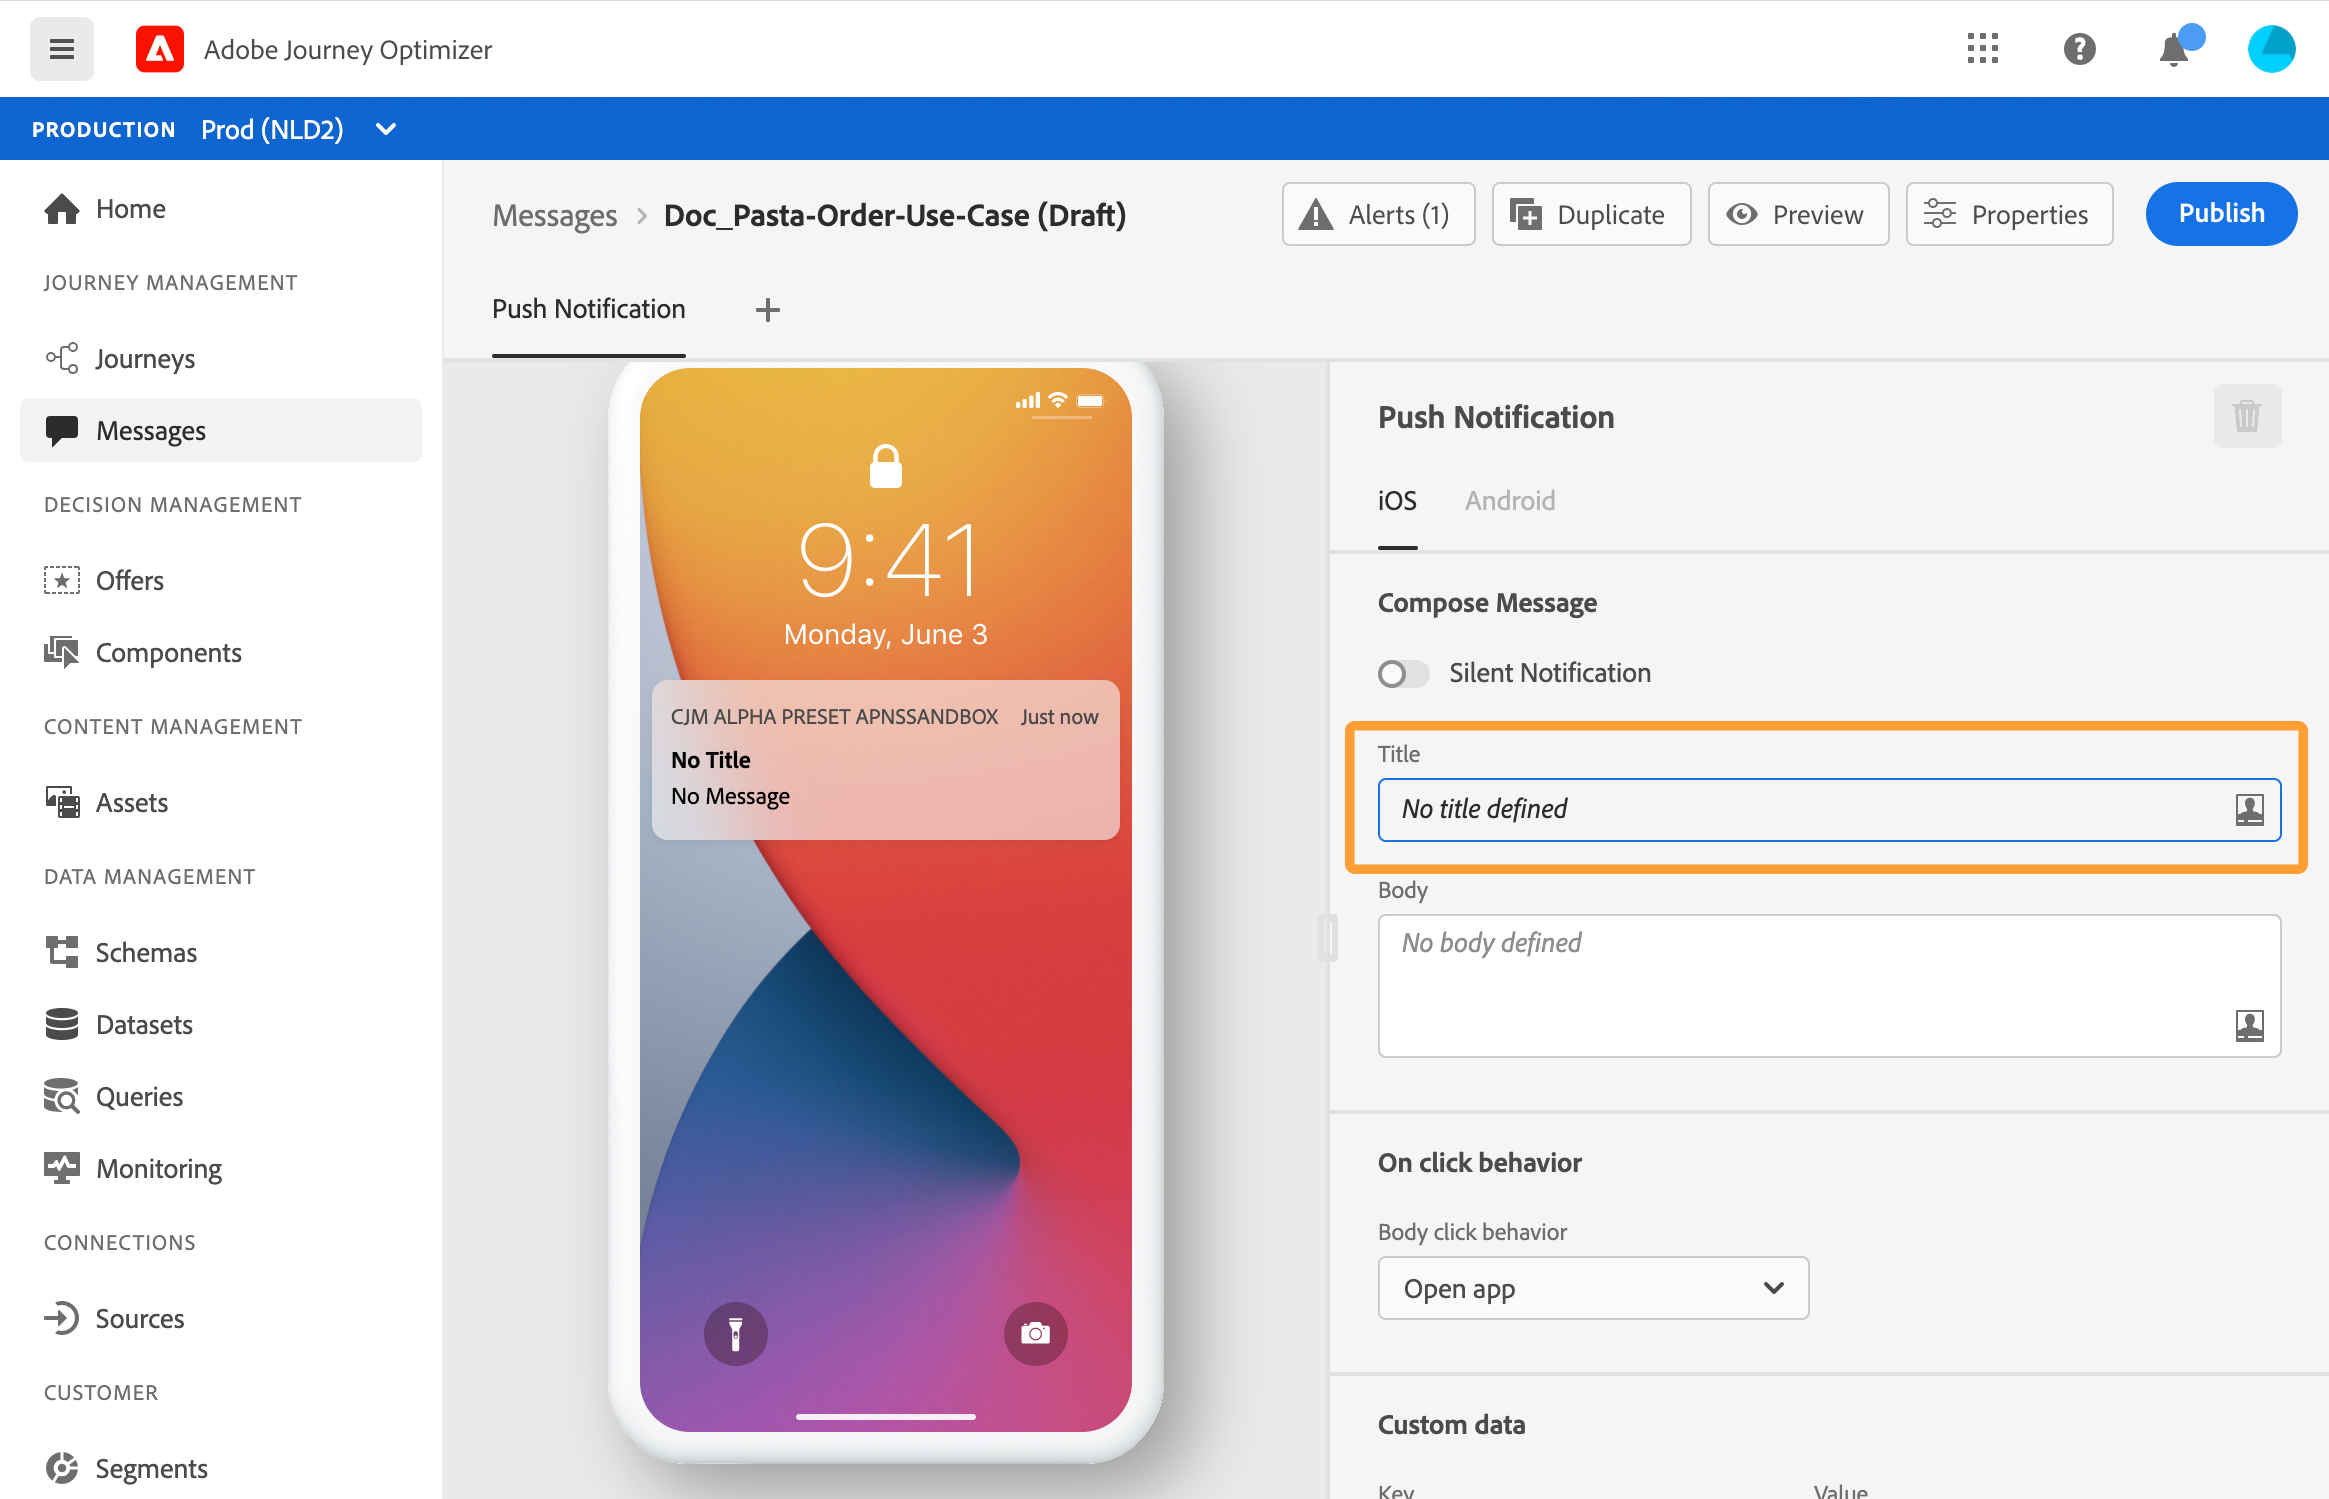 Adobe Journey Optimizer
PRODUCTION Prod (NLD2)
Home
JOURNEY MANAGEMENT
Journeys
Messages
DECISION MANAGEMENT
Offers
Components
CONTENT MANAGEMENT
Assets
DATA MANAGEMENT
Schemas
Datasets
Queries
Monitoring
CONNECTIONS
Sources
CUSTOMER
Segments
Messages > Doc_Pasta-Order-Use-Case (Draft)
Alerts (1)
Duplicate
Preview
Properties
Publish
Push Notification +
9:41
Monday, June 3
CJM ALPHA PRESET APNSSANDBOX Just now
No Title
No Message
Push Notification
iOS Android
Compose Message
Silent Notification
Title
No title defined
Body
No body defined
On click behavior
Body click behavior
Open app
Custom data
Key Value